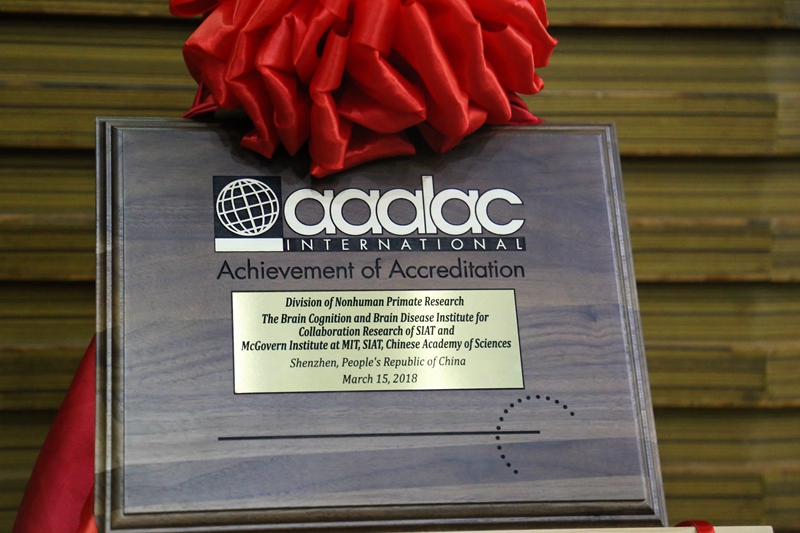 aaalac
INTERNATIONAL
Achievement of Accreditation
Division of Nonhuman Primate Research
The Brain Cognition and Brain Disease Institute for
Collaboration Research of SIAT and
McGovern Institute at MIT, SIAT, Chinese Academy of Sciences
Shenzhen, People's Republic of China
March 15, 2018